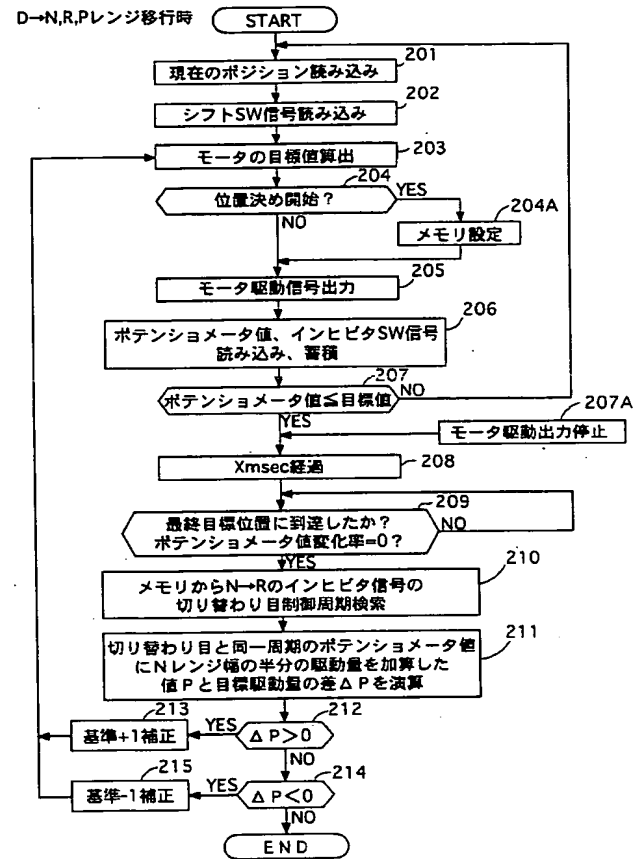 D→N,R,Pレンジ移行時
START
201
現在のポジション読み込み
202
シフトSW信号読み込み
203
モータの目標値算出
204
位置決め開始？
YES
204A
NO
メモリ設定
205
モータ駆動信号出力
206
ポテンショメータ値、インヒビタSW信号
読み込み、蓄積
207
ポテンショメータ値≦目標値
NO
YES
207A
モータ駆動出力停止
208
Xmsec経過
209
最終目標位置に到達したか？
ポテンショメータ値変化率=0？
NO
YES
210
メモリからN→Rのインヒビタ信号の
切り替わり目制御周期検索
211
切り替わり目と同一周期のポテンショメータ値
にNレンジ幅の半分の駆動量を加算した
値Pと目標駆動量の差ΔPを演算
212
ΔP>0
YES
213
基準+1補正
NO
214
ΔP<0
YES
215
基準-1補正
NO
END